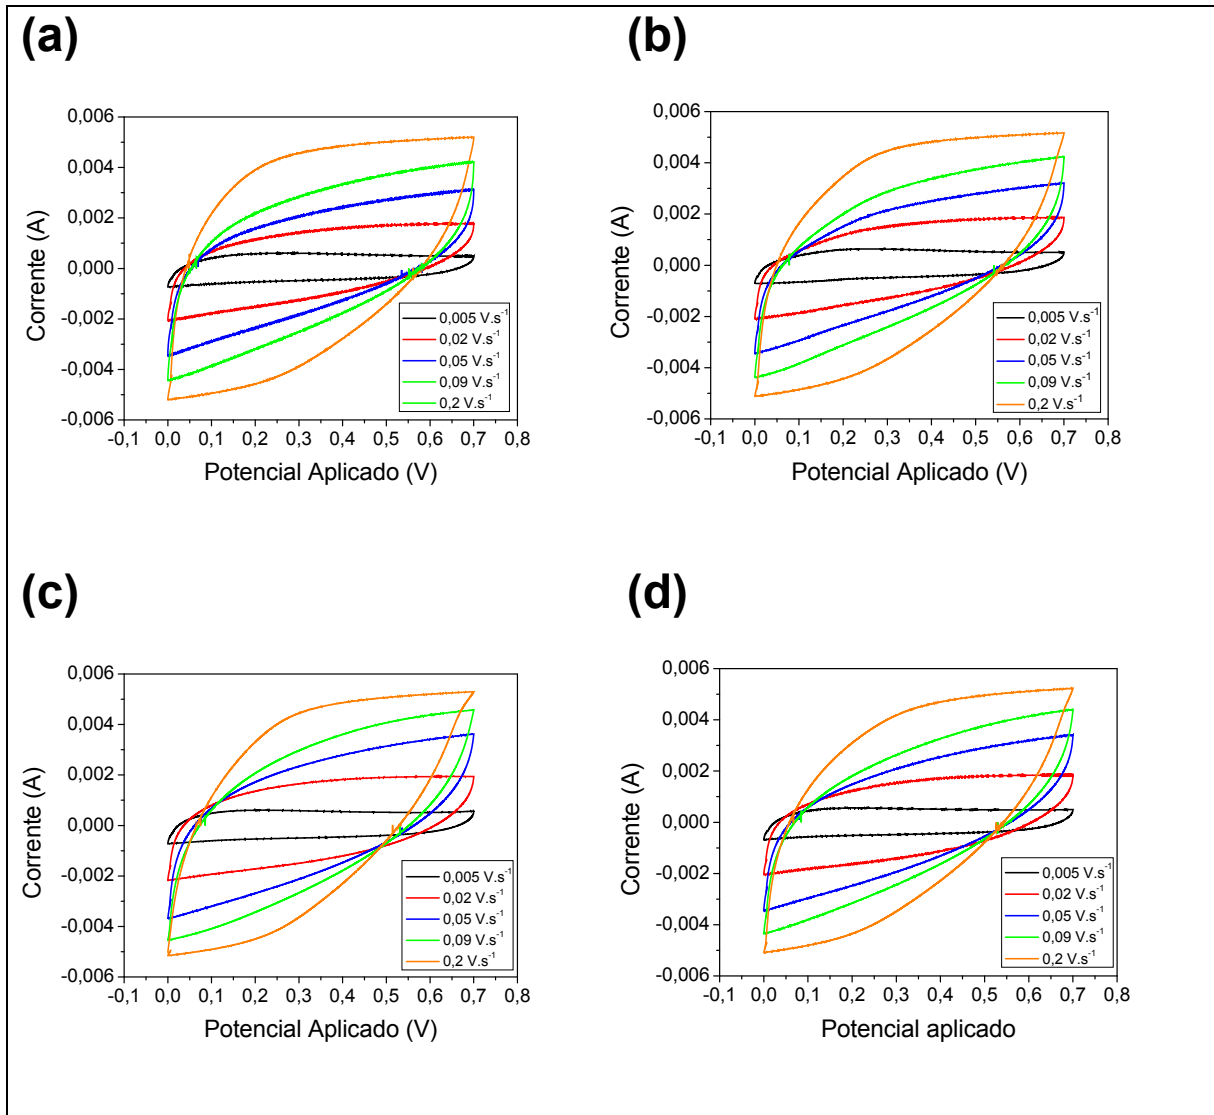 (a)
0,006
0,004
0,002
0,000
-0,002
-0,004
-0,006
Corrente (A)
-0,1 0,0 0,1 0,2 0,3 0,4 0,5 0,6 0,7 0,8
Potencial Aplicado (V)
0,005 V.s-1
0,02 V.s-1
0,05 V.s-1
0,09 V.s-1
0,2 V.s-1
(b)
0,006
0,004
0,002
0,000
-0,002
-0,004
-0,006
Corrente (A)
-0,1 0,0 0,1 0,2 0,3 0,4 0,5 0,6 0,7 0,8
Potencial Aplicado (V)
0,005 V.s-1
0,02 V.s-1
0,05 V.s-1
0,09 V.s-1
0,2 V.s-1
(c)
0,006
0,004
0,002
0,000
-0,002
-0,004
-0,006
Corrente (A)
-0,1 0,0 0,1 0,2 0,3 0,4 0,5 0,6 0,7 0,8
Potencial Aplicado (V)
0,005 V.s-1
0,02 V.s-1
0,05 V.s-1
0,09 V.s-1
0,2 V.s-1
(d)
0,006
0,004
0,002
0,000
-0,002
-0,004
-0,006
Corrente (A)
-0,1 0,0 0,1 0,2 0,3 0,4 0,5 0,6 0,7 0,8
Potencial aplicado
0,005 V.s-1
0,02 V.s-1
0,05 V.s-1
0,09 V.s-1
0,2 V.s-1